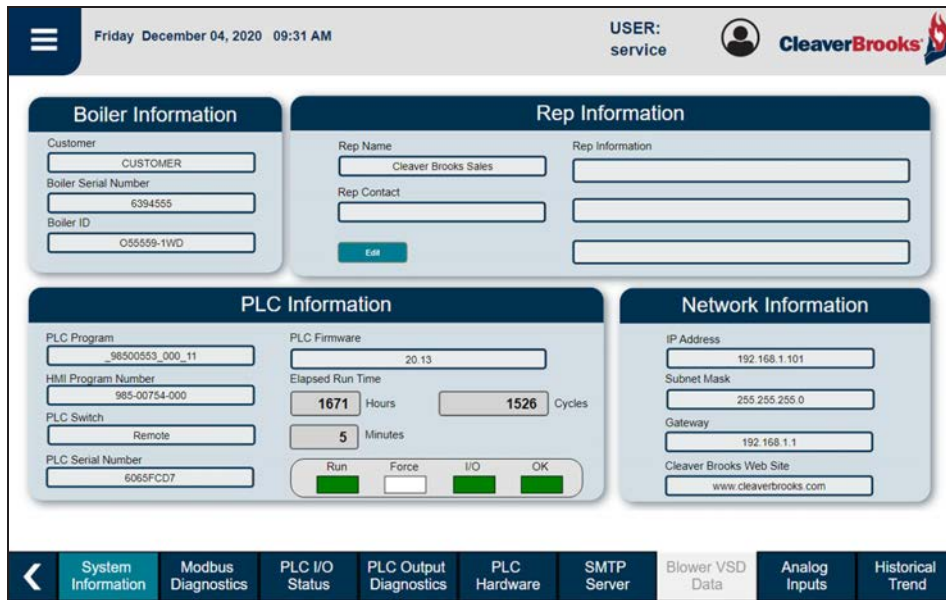 Friday December 04, 2020 09:31 AM
USER:
service
CleaverBrooks
Boiler Information
Customer
CUSTOMER
Boiler Serial Number
6394555
Boiler ID
O55559-1WD
Rep Information
Rep Name
Cleaver Brooks Sales
Rep Contact
Edit
Rep Information
PLC Information
PLC Program
_98500553_000_11
HMI Program Number
985-00754-000
PLC Switch
Remote
PLC Serial Number
6065FCD7
PLC Firmware
20.13
Elapsed Run Time
1671 Hours 1526 Cycles
5 Minutes
Run Force I/O OK
Network Information
IP Address
192.168.1.101
Subnet Mask
255.255.255.0
Gateway
192.168.1.1
Cleaver Brooks Web Site
www.cleaverbrooks.com
System
Information
Modbus
Diagnostics
PLC I/O
Status
PLC Output
Diagnostics
PLC
Hardware
SMTP
Server
Blower VSD
Data
Analog
Inputs
Historical
Trend